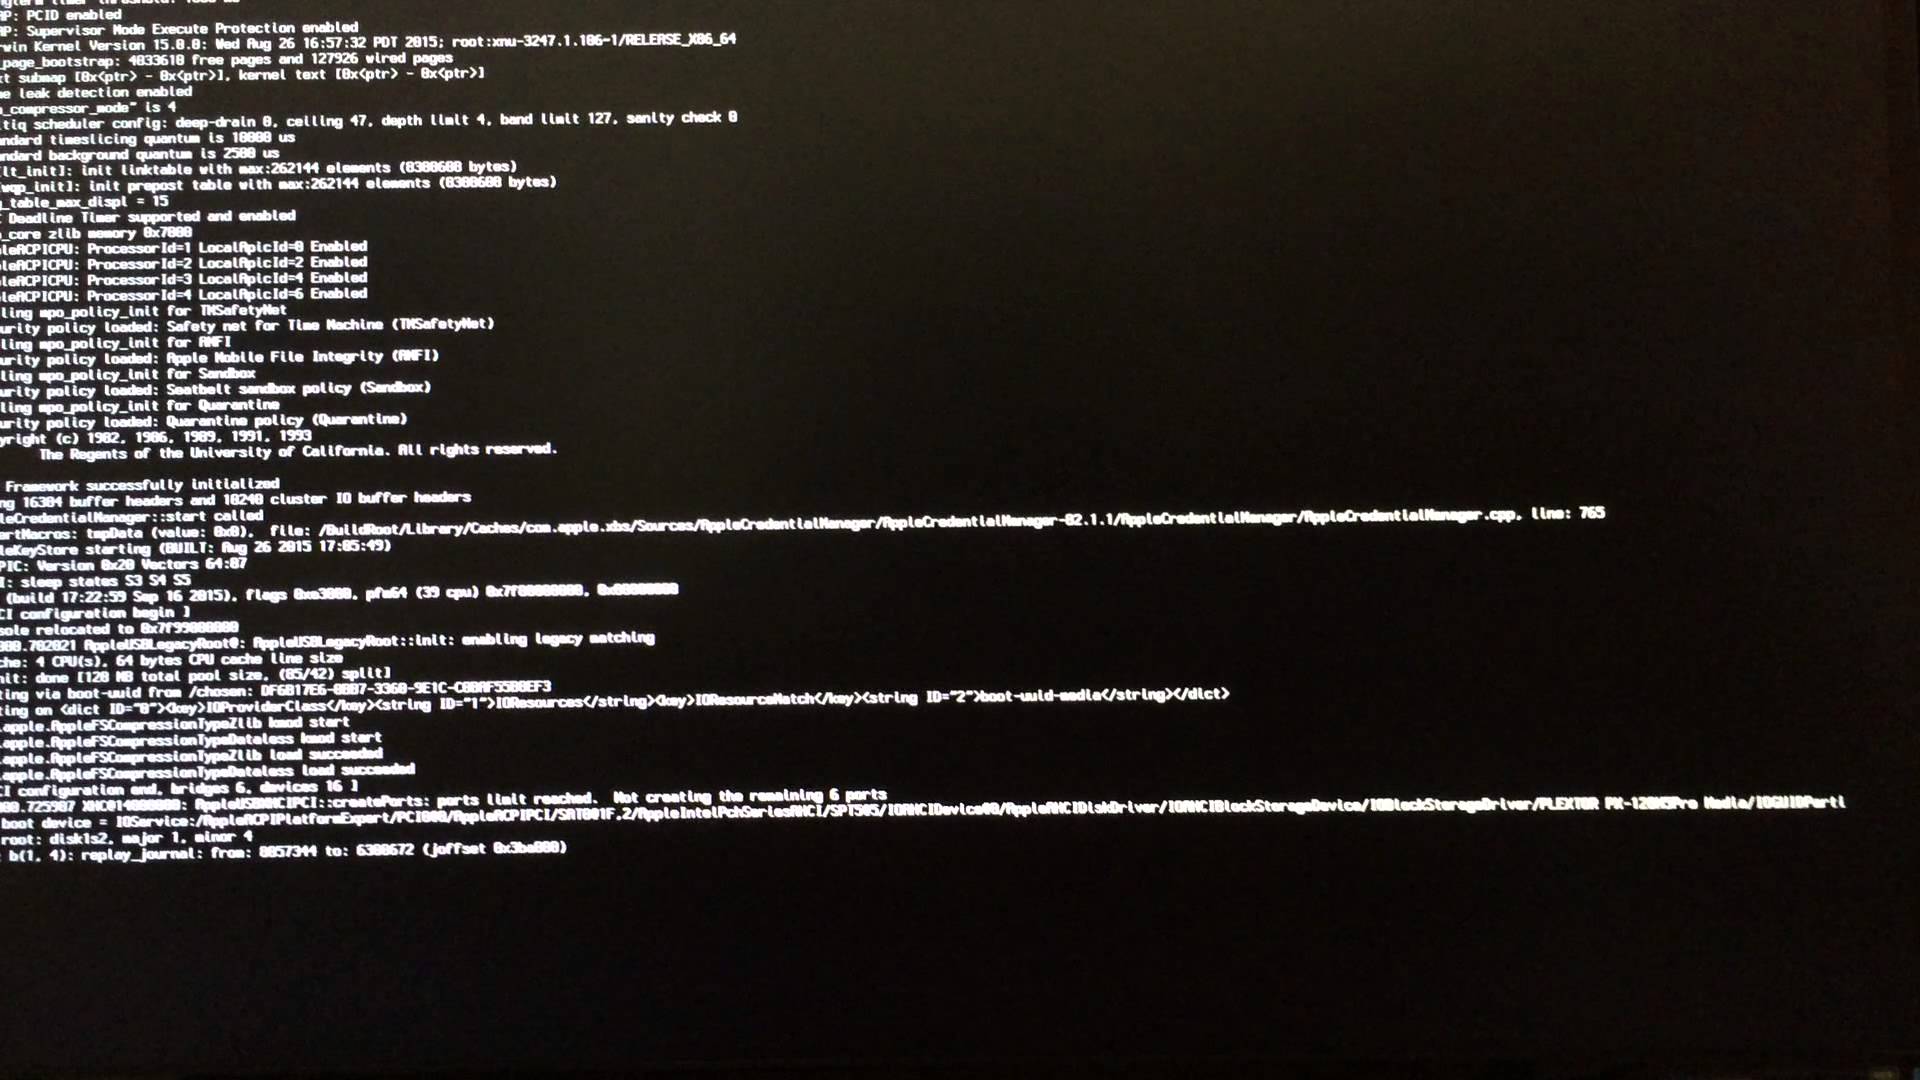 AP: PCID enabled
AP: Supervisor Mode Execute Protection enabled
rwin Kernel Version 15.0.0: Wed Aug 26 16:57:32 PDT 2015; root:xnu-3247.1.106~1/RELEASE_X86_64
_page_bootstrap: 4033610 free pages and 127926 wired pages
xt submap [0x<ptr> - 0x<ptr>], kernel text [0x<ptr> - 0x<ptr>]
ne leak detection enabled
_compressor_mode" is 4
tiq scheduler config: deep-drain 0, ceiling 47, depth limit 4, band limit 127, sanity check 0
andard timeslicing quantum is 10000 us
andard background quantum is 2500 us
lt_init]: init linktable with max:262144 elements (8388608 bytes)
wqp_init]: init prepost table with max:262144 elements (8388608 bytes)
g_table_max_displ = 15
C Deadline Timer supported and enabled
_core zlib memory 0x7000
leACPICPU: ProcessorId=1 LocalApicId=0 Enabled
leACPICPU: ProcessorId=2 LocalApicId=2 Enabled
leACPICPU: ProcessorId=3 LocalApicId=4 Enabled
leACPICPU: ProcessorId=4 LocalApicId=6 Enabled
ling mpo_policy_init for TMSafetyNet
urity policy loaded: Safety net for Time Machine (TMSafetyNet)
ling mpo_policy_init for AMFI
urity policy loaded: Apple Mobile File Integrity (AMFI)
ling mpo_policy_init for Sandbox
urity policy loaded: Seatbelt sandbox policy (Sandbox)
ling mpo_policy_init for Quarantine
urity policy loaded: Quarantine policy (Quarantine)
yright (c) 1982, 1986, 1989, 1991, 1993
The Regents of the University of California. All rights reserved.
Framework successfully initialized
ng 16384 buffer headers and 10240 cluster IO buffer headers
leCredentialManager::start called
ertMacros: tmpData (value: 0x0), file: /BuildRoot/Library/Caches/com.apple.xbs/Sources/AppleCredentialManager/AppleCredentialManager-82.1.1/AppleCredentialManager/AppleCredentialManager.cpp, line: 765
leKeyStore starting (BUILT: Aug 26 2015 17:05:49)
PIC: Version 0x20 Vectors 64:87
I: sleep states S3 S4 S5
(build 17:22:59 Sep 16 2015), flags 0xe3000, pfm64 (39 cpu) 0x7f80000000, 0x80000000
CI configuration begin ]
sole relocated to 0x7f99000000
000.702021 AppleUSBLegacyRoot@: AppleUSBLegacyRoot::init: enabling legacy matching
che: 4 CPU(s), 64 bytes CPU cache line size
nit: done [128 MB total pool size, (85/42) split]
ting via boot-uuid from /chosen:
ting on <dict ID="0"><key>IOProviderClass</key><string ID="1">IOResources</string><key>IOResourceMatch</key><string ID="2">boot-uuid-media</string></dict>
.apple.AppleFSCompressionTypeZlib kmod start
.apple.AppleFSCompressionTypeDataless kmod start
.apple.AppleFSCompressionTypeZlib load succeeded
.apple.AppleFSCompressionTypeDataless load succeeded
CI configuration end, bridges 6, devices 16 ]
000.725987 XHC@14000000: AppleUSBXHCIPCI::createPorts: ports limit reached. Not creating the remaining 6 ports
boot device = IOService:/AppleACPIPlatformExpert/PCI0@0/AppleACPIPCI/SAT0@1F,2/AppleIntelPchSeriesAHCI/SPT5@5/IOAHCIDevice@0/AppleAHCIDiskDriver/IOAHCIBlockStorageDevice/IOBlockStorageDriver/PLEXTOR PX-128M5Pro Media/IOGUIDParti
root: disk1s2, major 1, minor 4
b(1, 4): replay_journal: from: 8057344 to: 6308672 (joffset 0x3ba000)